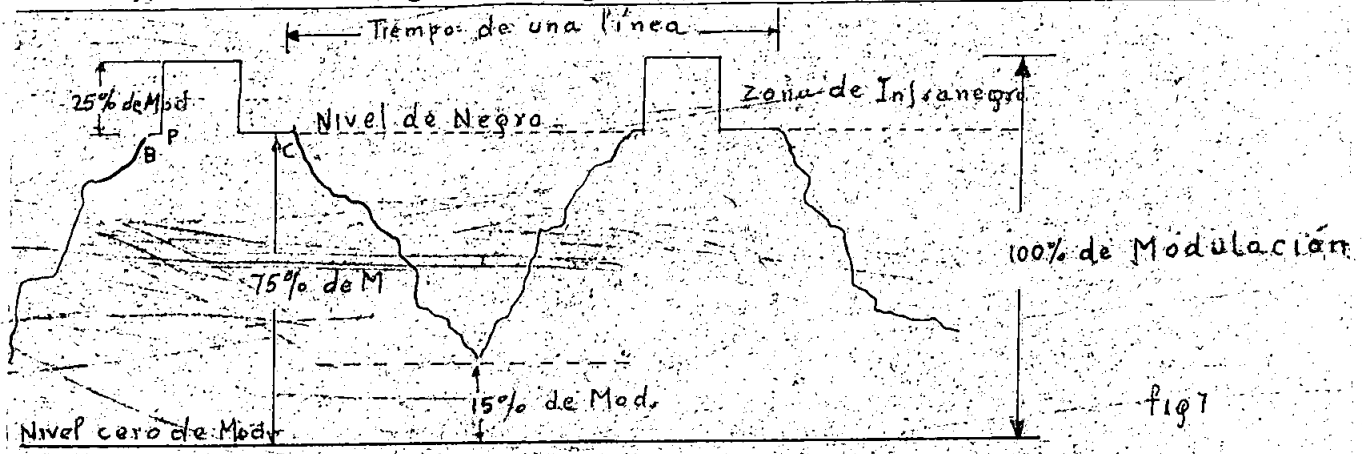 Tiempo de una línea
25% de Mod
Zona de Infranegro
Nivel de Negro
B P
C
100% de Modulación
75% de M
15% de Mod.
fig 7
Nivel cero de Mod.